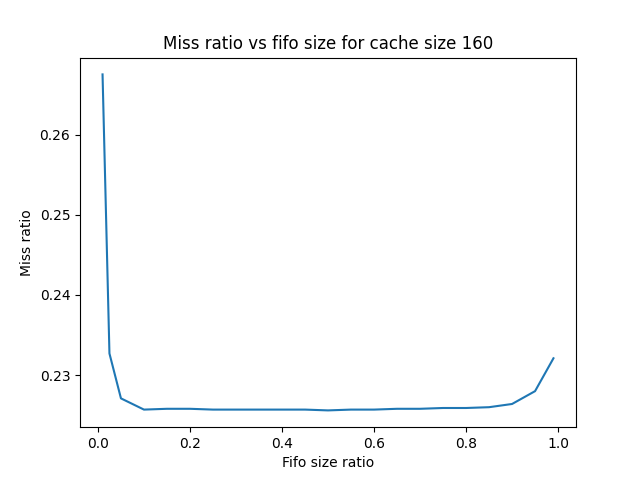 Miss ratio vs fifo size for cache size 160
0.26
0.25
0.24
0.23
Miss ratio
0.0 0.2 0.4 0.6 0.8 1.0
Fifo size ratio